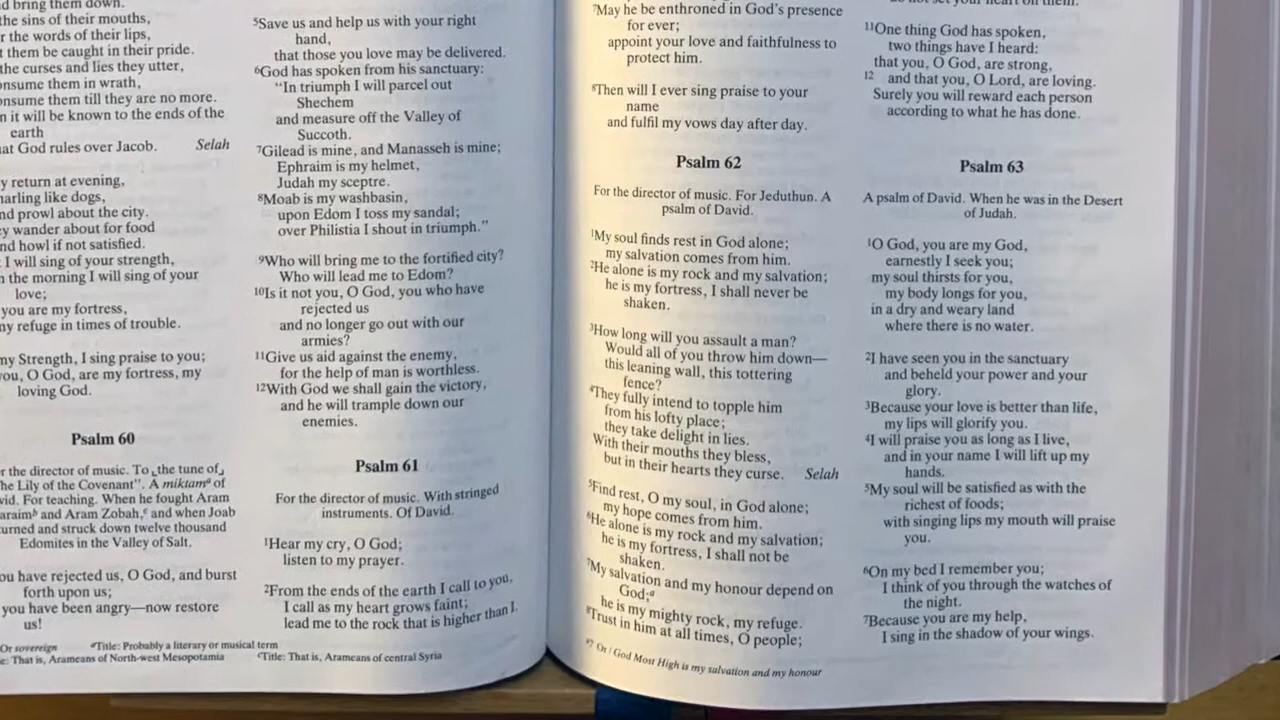 d bring them down.
the sins of their mouths,
r the words of their lips,
t them be caught in their pride.
the curses and lies they utter,
onsume them in wrath,
onsume them till they are no more.
n it will be known to the ends of the
earth
at God rules over Jacob. Selah
y return at evening,
narling like dogs,
nd prowl about the city.
y wander about for food
nd howl if not satisfied.
I will sing of your strength,
n the morning I will sing of your
love;
you are my fortress,
ny refuge in times of trouble.
my Strength, I sing praise to you;
you, O God, are my fortress, my
loving God.
Psalm 60
r the director of music. To ⌞the tune of⌟
he Lily of the Covenant". A miktamᵃ of
vid. For teaching. When he fought Aram
araimᵇ and Aram Zobah,ᶜ and when Joab
urned and struck down twelve thousand
Edomites in the Valley of Salt.
ou have rejected us, O God, and burst
forth upon us;
you have been angry—now restore
us!
⁵Save us and help us with your right
hand,
that those you love may be delivered.
⁶God has spoken from his sanctuary:
"In triumph I will parcel out
Shechem
and measure off the Valley of
Succoth.
⁷Gilead is mine, and Manasseh is mine;
Ephraim is my helmet,
Judah my sceptre.
⁸Moab is my washbasin,
upon Edom I toss my sandal;
over Philistia I shout in triumph."
⁹Who will bring me to the fortified city?
Who will lead me to Edom?
¹⁰Is it not you, O God, you who have
rejected us
and no longer go out with our
armies?
¹¹Give us aid against the enemy,
for the help of man is worthless.
¹²With God we shall gain the victory,
and he will trample down our
enemies.
Psalm 61
For the director of music. With stringed
instruments. Of David.
¹Hear my cry, O God;
listen to my prayer.
²From the ends of the earth I call to you,
I call as my heart grows faint;
lead me to the rock that is higher than I.
Or sovereign ᵃTitle: Probably a literary or musical term
e: That is, Arameans of North-west Mesopotamia ᶜTitle: That is, Arameans of central Syria
⁷May he be enthroned in God's presence
for ever;
appoint your love and faithfulness to
protect him.
⁸Then will I ever sing praise to your
name
and fulfil my vows day after day.
Psalm 62
For the director of music. For Jeduthun. A
psalm of David.
¹My soul finds rest in God alone;
my salvation comes from him.
²He alone is my rock and my salvation;
he is my fortress, I shall never be
shaken.
³How long will you assault a man?
Would all of you throw him down—
this leaning wall, this tottering
fence?
⁴They fully intend to topple him
from his lofty place;
they take delight in lies.
With their mouths they bless,
but in their hearts they curse. Selah
⁵Find rest, O my soul, in God alone;
my hope comes from him.
⁶He alone is my rock and my salvation;
he is my fortress, I shall not be
shaken.
⁷My salvation and my honour depend on
God;ᵃ
he is my mighty rock, my refuge.
⁸Trust in him at all times, O people;
ᵃ7 Or / God Most High is my salvation and my honour
not set your heart on them.
¹¹One thing God has spoken,
two things have I heard:
that you, O God, are strong,
¹² and that you, O Lord, are loving.
Surely you will reward each person
according to what he has done.
Psalm 63
A psalm of David. When he was in the Desert
of Judah.
¹O God, you are my God,
earnestly I seek you;
my soul thirsts for you,
my body longs for you,
in a dry and weary land
where there is no water.
²I have seen you in the sanctuary
and beheld your power and your
glory.
³Because your love is better than life,
my lips will glorify you.
⁴I will praise you as long as I live,
and in your name I will lift up my
hands.
⁵My soul will be satisfied as with the
richest of foods;
with singing lips my mouth will praise
you.
⁶On my bed I remember you;
I think of you through the watches of
the night.
⁷Because you are my help,
I sing in the shadow of your wings.